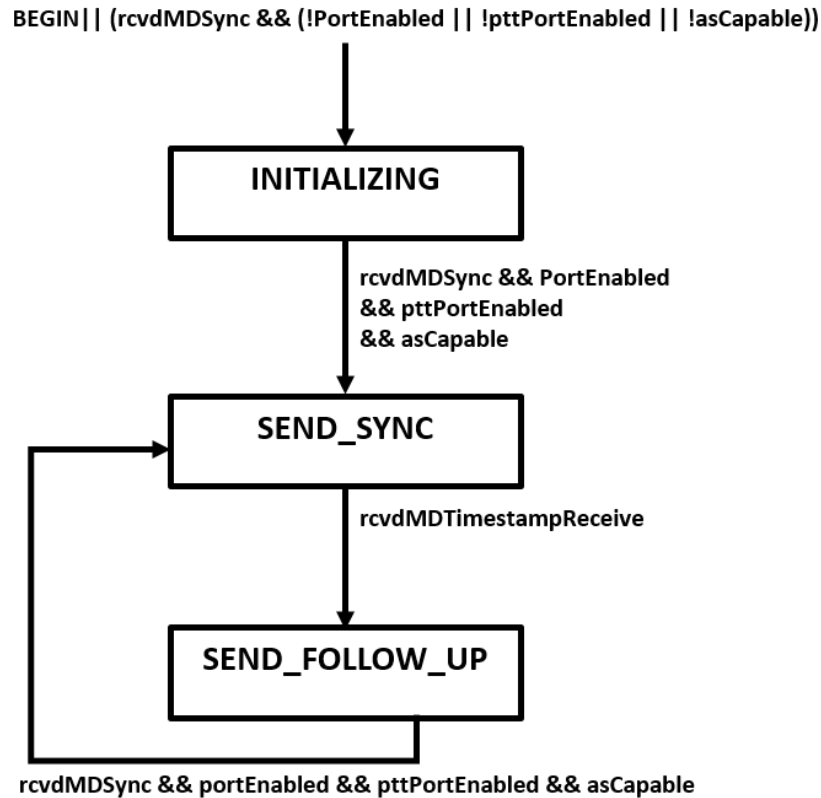 BEGIN|| (rcvdMDSync && (!PortEnabled || !pttPortEnabled || !asCapable))
INITIALIZING
rcvdMDSync && PortEnabled
&& pttPortEnabled
&& asCapable
SEND_SYNC
rcvdMDTimestampReceive
SEND_FOLLOW_UP
rcvdMDSync && portEnabled && pttPortEnabled && asCapable